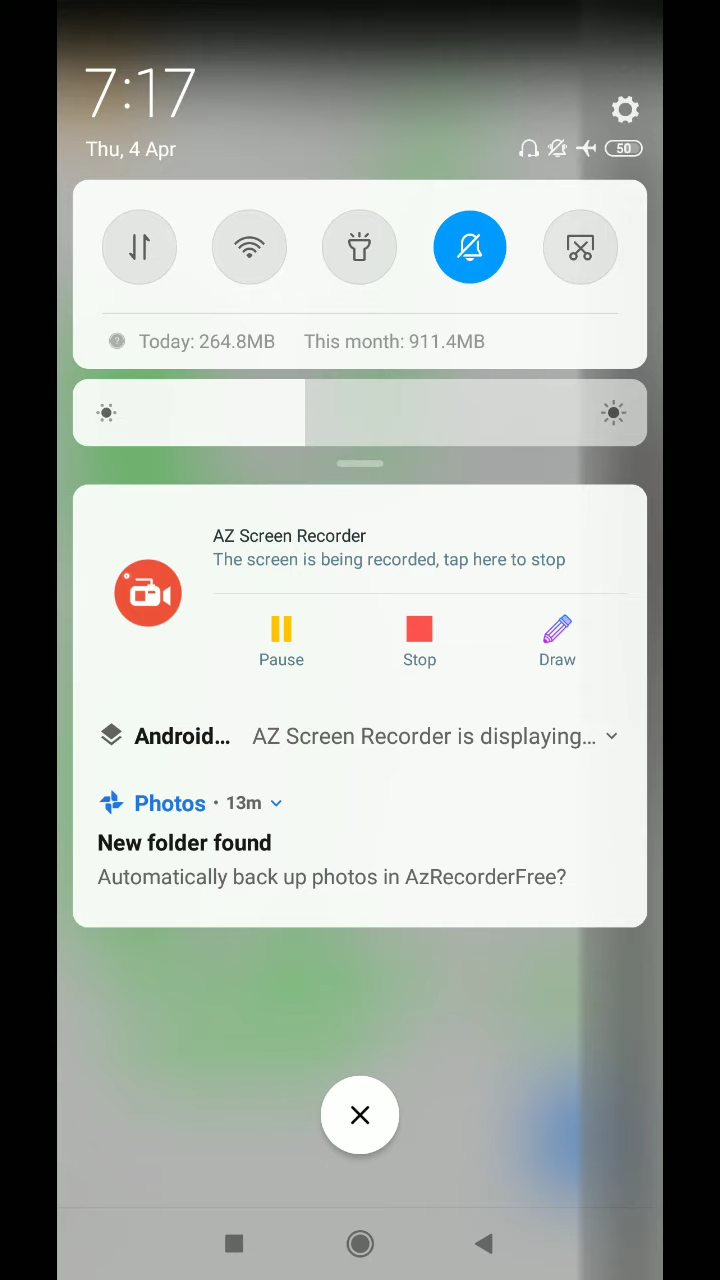 7:17
Thu, 4 Apr
50
Today: 264.8MB This month: 911.4MB
AZ Screen Recorder
The screen is being recorded, tap here to stop
Pause Stop Draw
Android... AZ Screen Recorder is displaying...
Photos • 13m
New folder found
Automatically back up photos in AzRecorderFree?